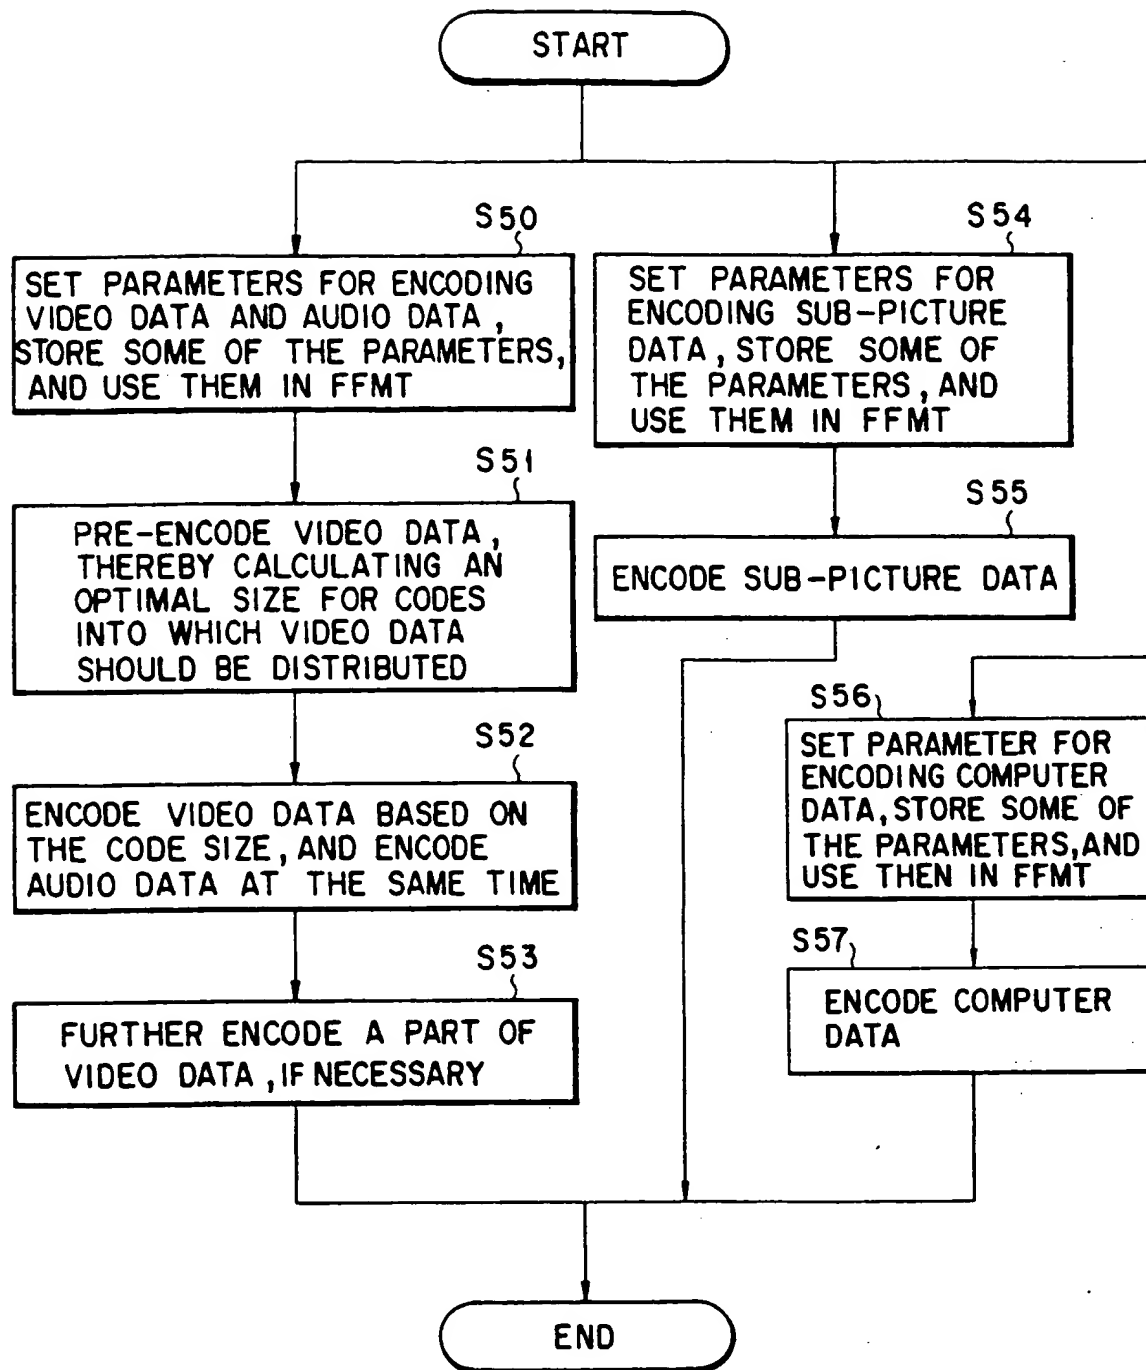 START
S50
SET PARAMETERS FOR ENCODING
VIDEO DATA AND AUDIO DATA,
STORE SOME OF THE PARAMETERS,
AND USE THEM IN FFMT
S51
PRE-ENCODE VIDEO DATA,
THEREBY CALCULATING AN
OPTIMAL SIZE FOR CODES
INTO WHICH VIDEO DATA
SHOULD BE DISTRIBUTED
S52
ENCODE VIDEO DATA BASED ON
THE CODE SIZE, AND ENCODE
AUDIO DATA AT THE SAME TIME
S53
FURTHER ENCODE A PART OF
VIDEO DATA, IF NECESSARY
S54
SET PARAMETERS FOR
ENCODING SUB-PICTURE
DATA, STORE SOME OF
THE PARAMETERS, AND
USE THEM IN FFMT
S55
ENCODE SUB-PICTURE DATA
S56
SET PARAMETER FOR
ENCODING COMPUTER
DATA, STORE SOME OF
THE PARAMETERS, AND
USE THEN IN FFMT
S57
ENCODE COMPUTER
DATA
END